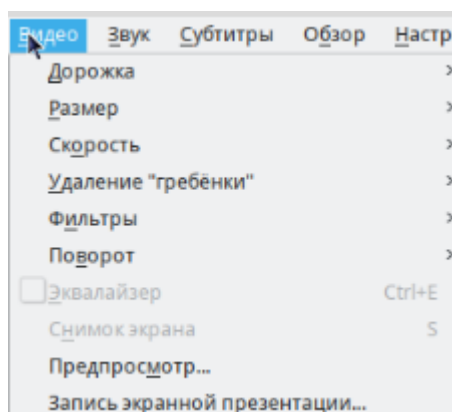 Видео Звук Субтитры Обзор Настр
Дорожка
Размер
Скорость
Удаление "гребёнки"
Фильтры
Поворот
Эквалайзер Ctrl+E
Снимок экрана S
Предпросмотр...
Запись экранной презентации...